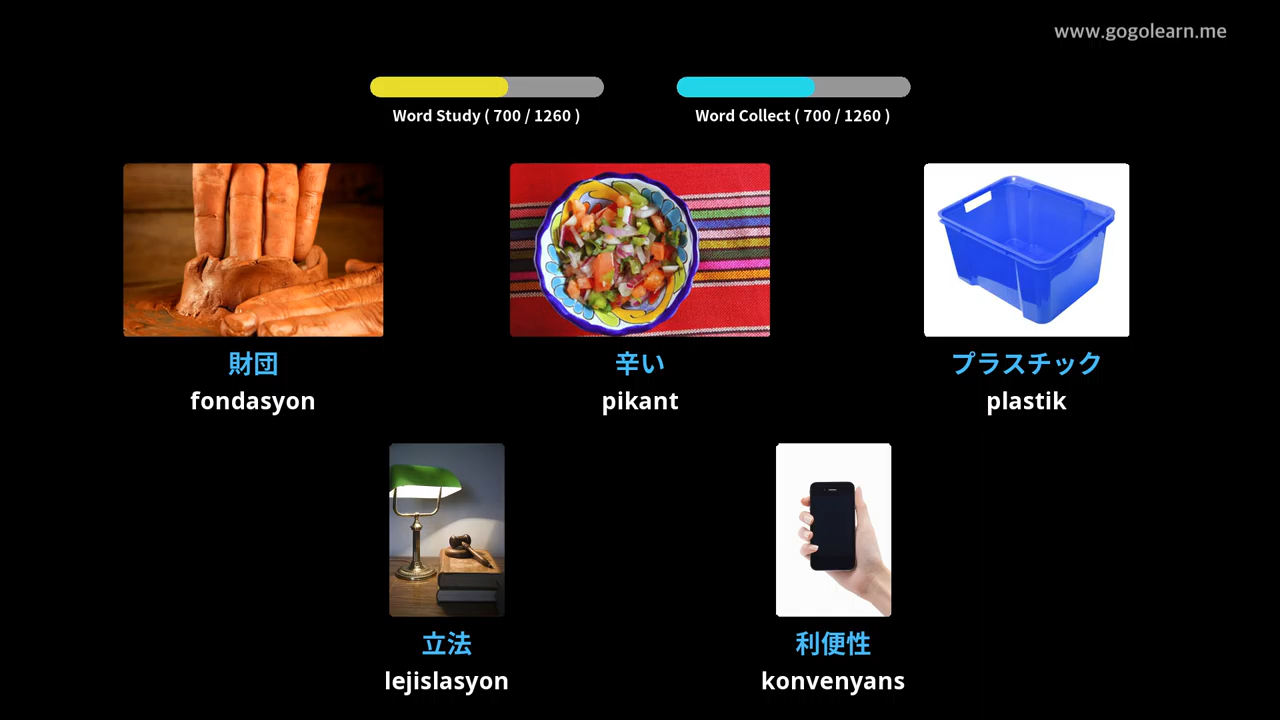 www.gogolearn.me
Word Study ( 700 / 1260 )
Word Collect ( 700 / 1260 )
財団
fondasyon
辛い
pikant
プラスチック
plastik
立法
lejislasyon
利便性
konvenyans